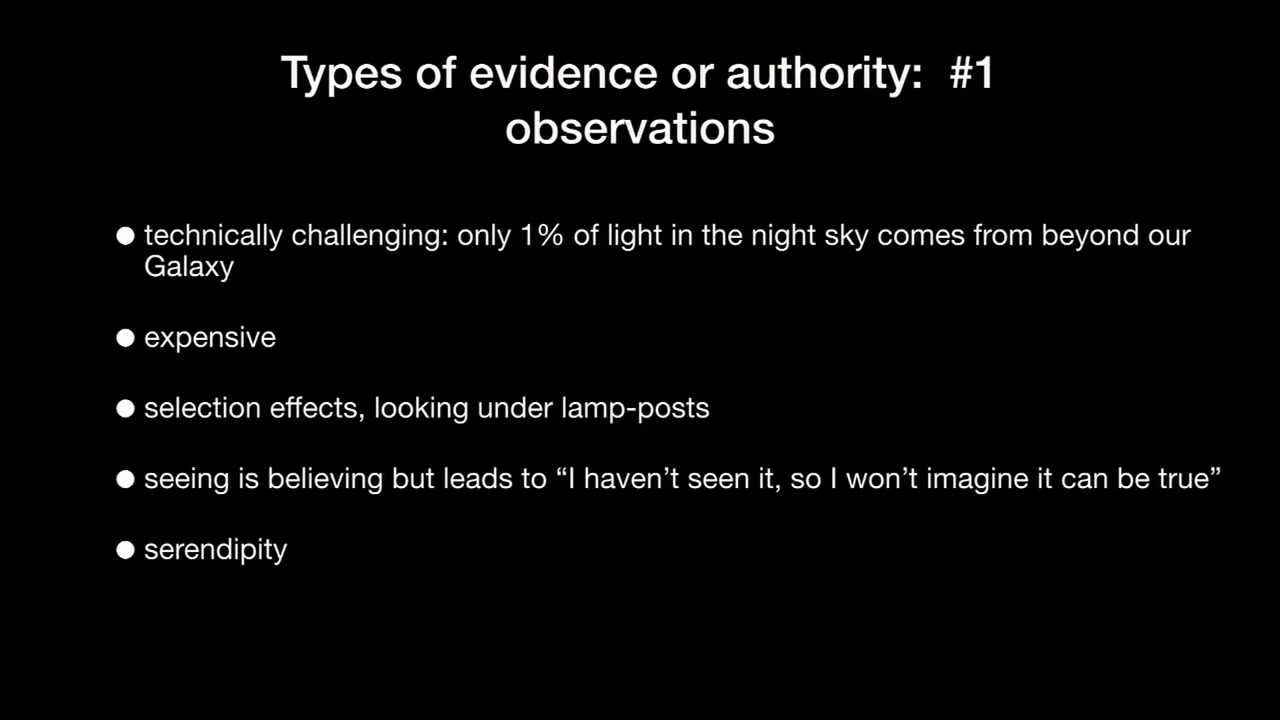 Types of evidence or authority:  #1
observations
● technically challenging: only 1% of light in the night sky comes from beyond our
Galaxy
● expensive
● selection effects, looking under lamp-posts
● seeing is believing but leads to “I haven’t seen it, so I won’t imagine it can be true”
● serendipity